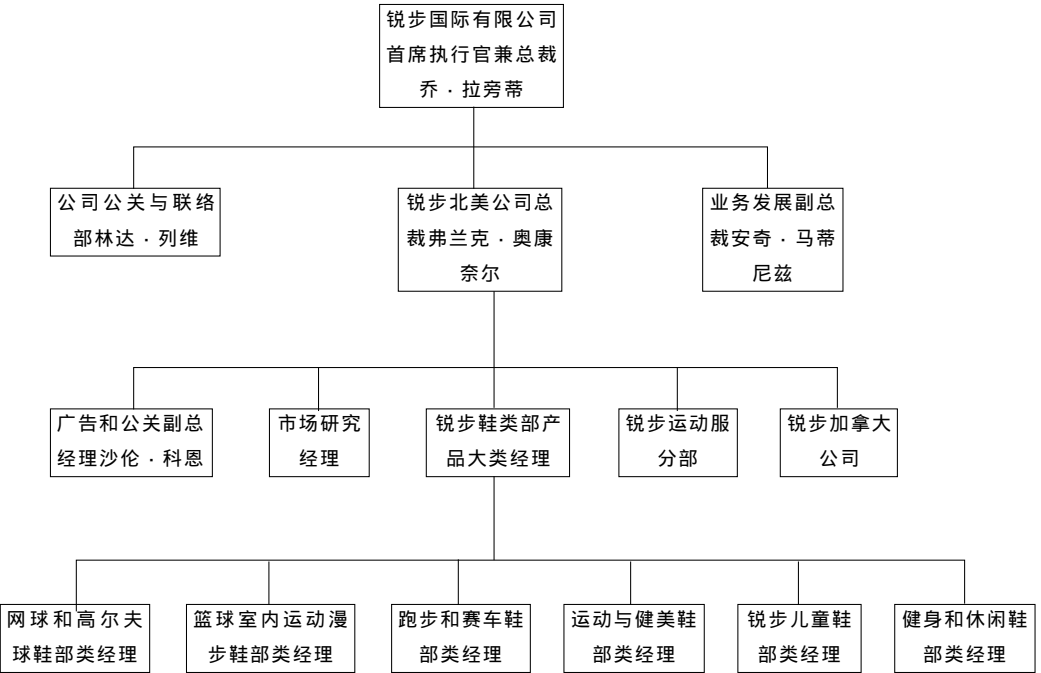 锐步国际有限公司
首席执行官兼总裁
乔·拉旁蒂
公司公关与联络
部林达·列维
锐步北美公司总
裁弗兰克·奥康
奈尔
业务发展副总
裁安奇·马蒂
尼兹
广告和公关副总
经理沙伦·科恩
市场研究
经理
锐步鞋类部产
品大类经理
锐步运动服
分部
锐步加拿大
公司
网球和高尔夫
球鞋部类经理
篮球室内运动漫
步鞋部类经理
跑步和赛车鞋
部类经理
运动与健美鞋
部类经理
锐步儿童鞋
部类经理
健身和休闲鞋
部类经理